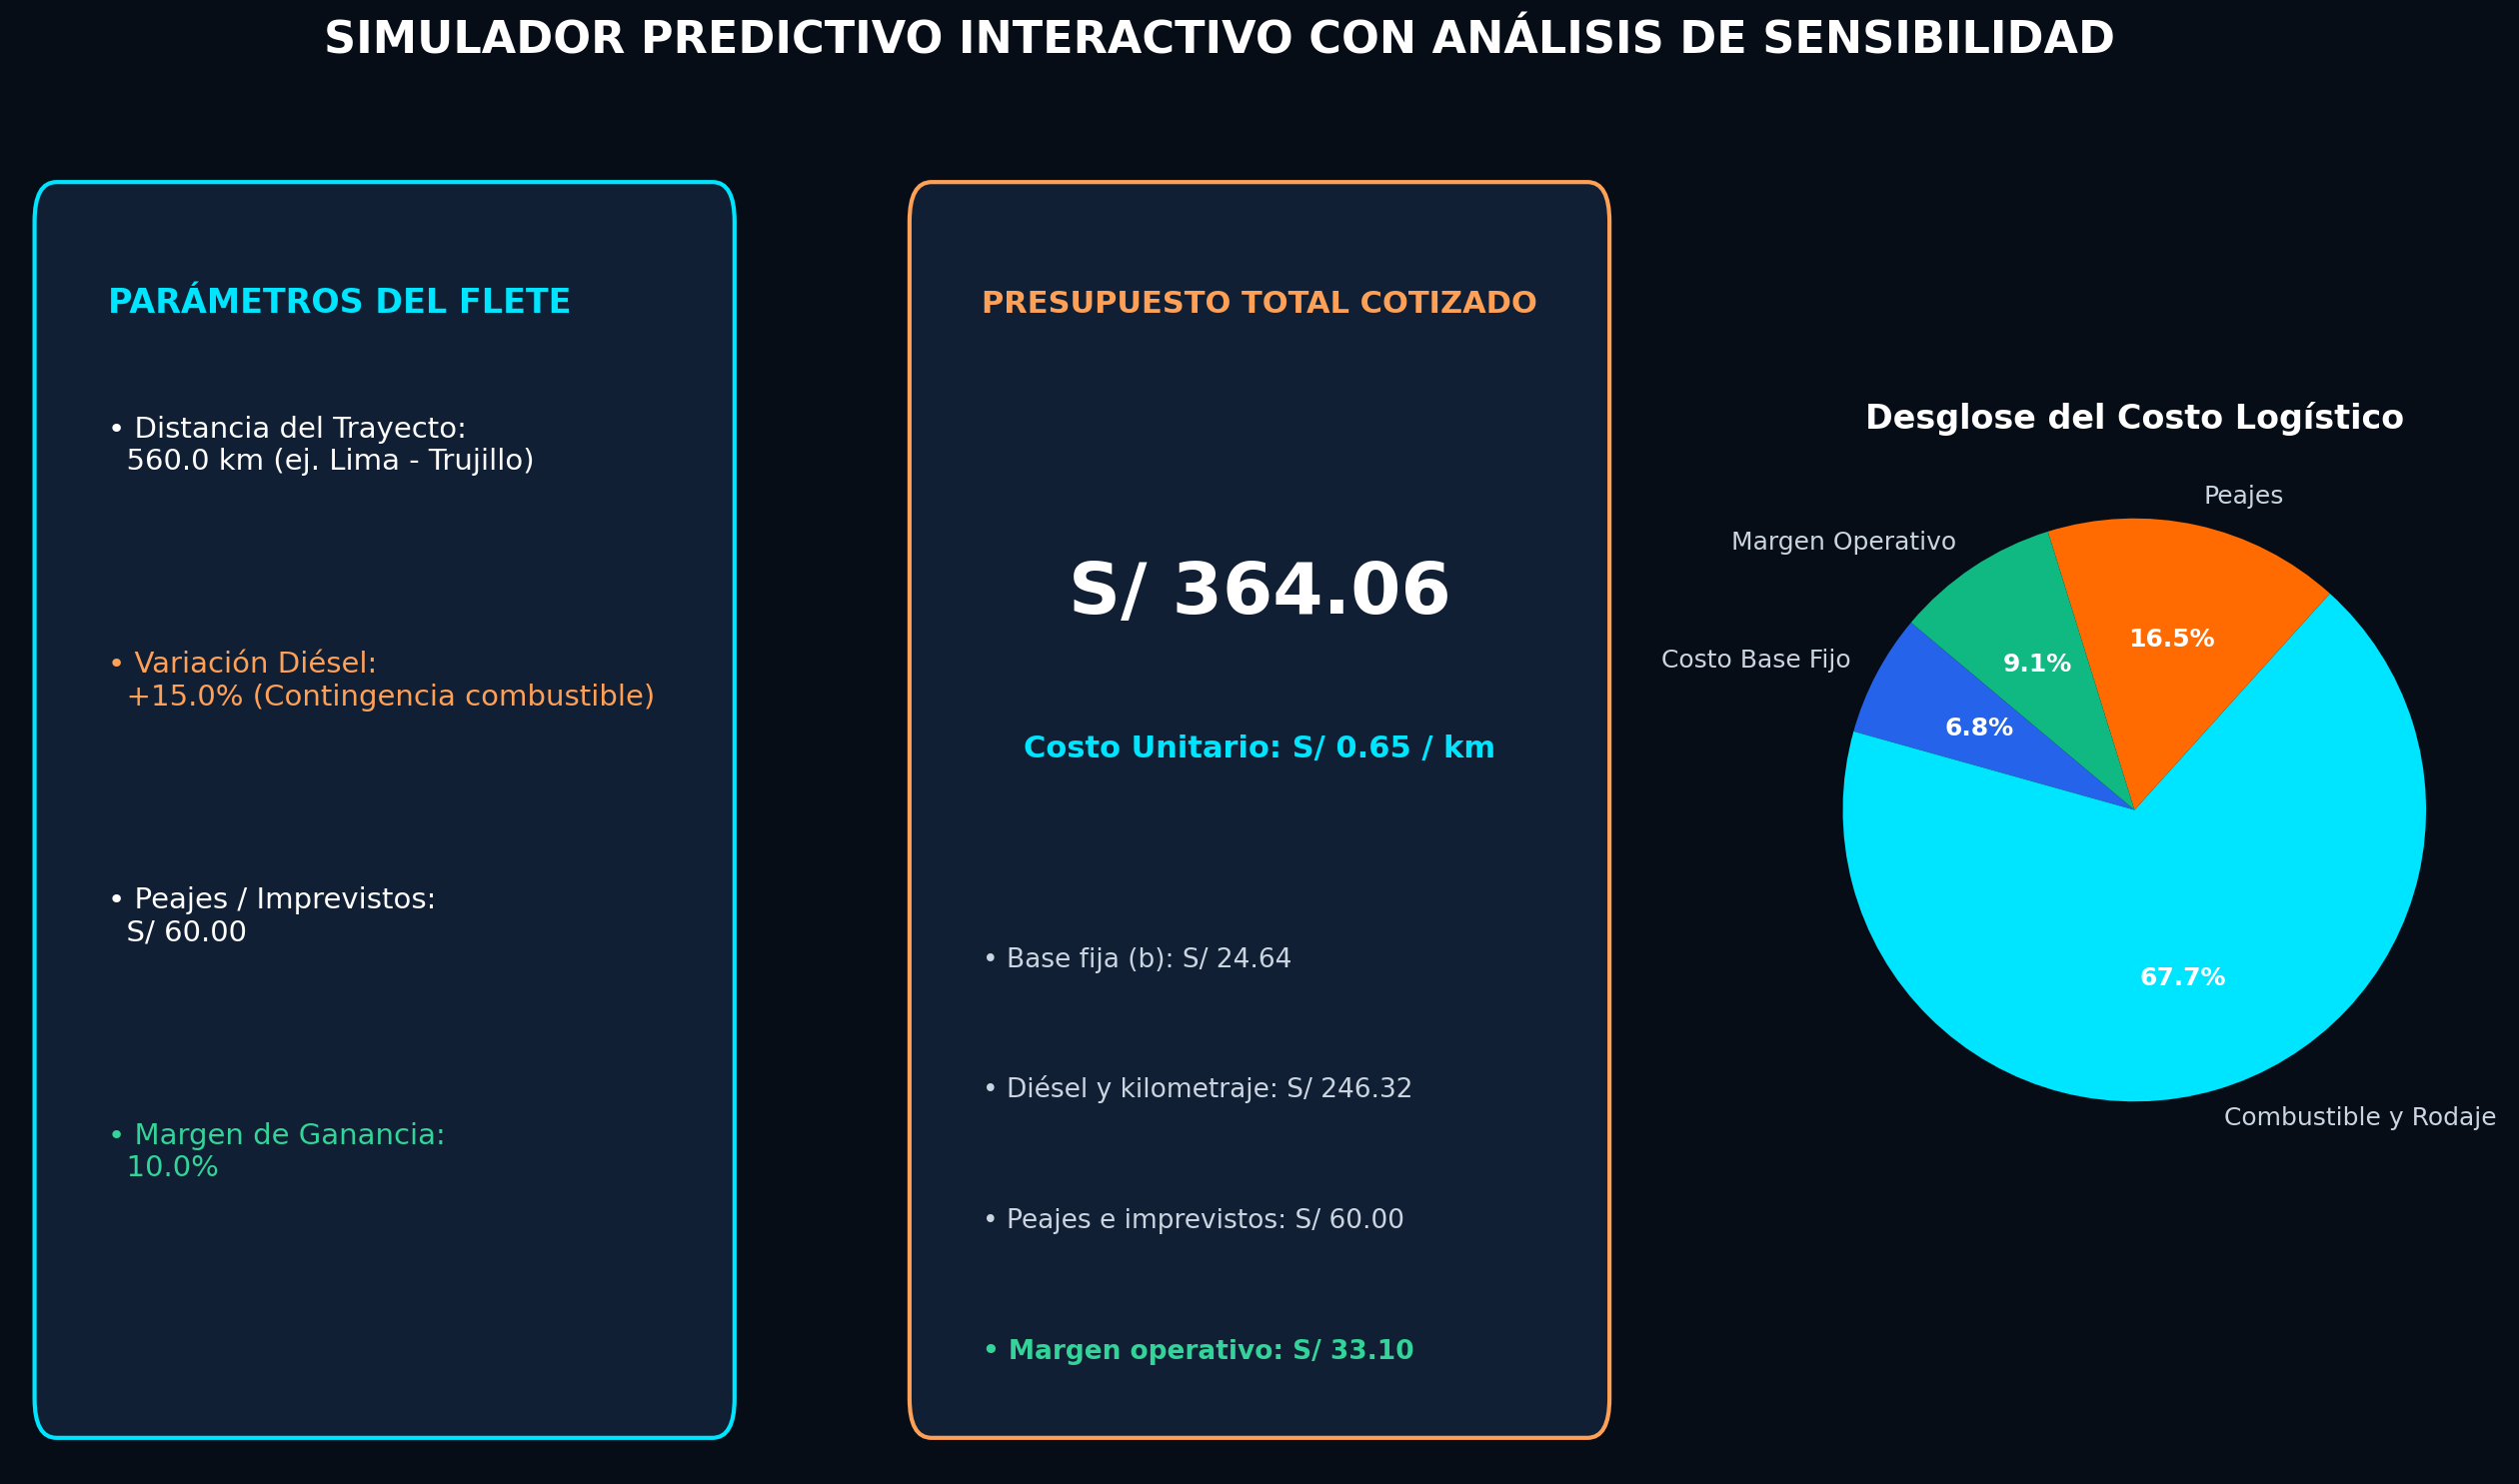 SIMULADOR PREDICTIVO INTERACTIVO CON ANÁLISIS DE SENSIBILIDAD
PARÁMETROS DEL FLETE
• Distancia del Trayecto:
560.0 km (ej. Lima - Trujillo)
• Variación Diésel:
+15.0% (Contingencia combustible)
• Peajes / Imprevistos:
S/ 60.00
• Margen de Ganancia:
10.0%
PRESUPUESTO TOTAL COTIZADO
S/ 364.06
Costo Unitario: S/ 0.65 / km
• Base fija (b): S/ 24.64
• Diésel y kilometraje: S/ 246.32
• Peajes e imprevistos: S/ 60.00
• Margen operativo: S/ 33.10
Desglose del Costo Logístico
Peajes
Margen Operativo
Costo Base Fijo
16.5%
9.1%
6.8%
67.7%
Combustible y Rodaje